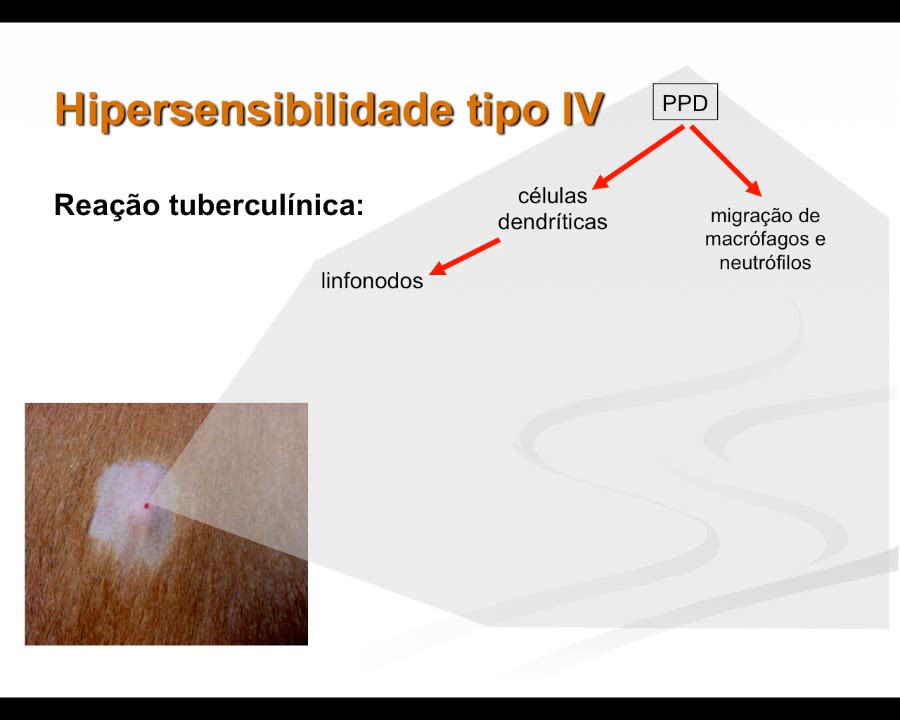 Hipersensibilidade tipo IV
PPD
Reação tuberculínica:
células
dendríticas
migração de
macrófagos e
neutrófilos
linfonodos